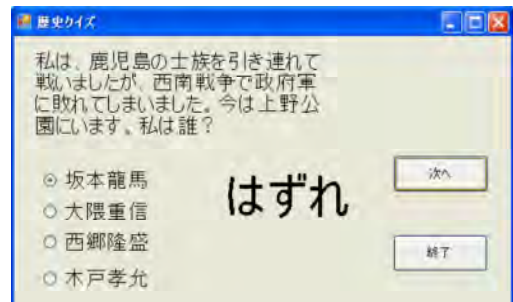 歴史クイズ
私は、鹿児島の士族を引き連れて
戦いましたが、西南戦争で政府軍
に敗れてしまいました。今は上野公
園にいます。私は誰?
坂本龍馬
はずれ
次へ
大隈重信
西郷隆盛
終了
木戸孝允